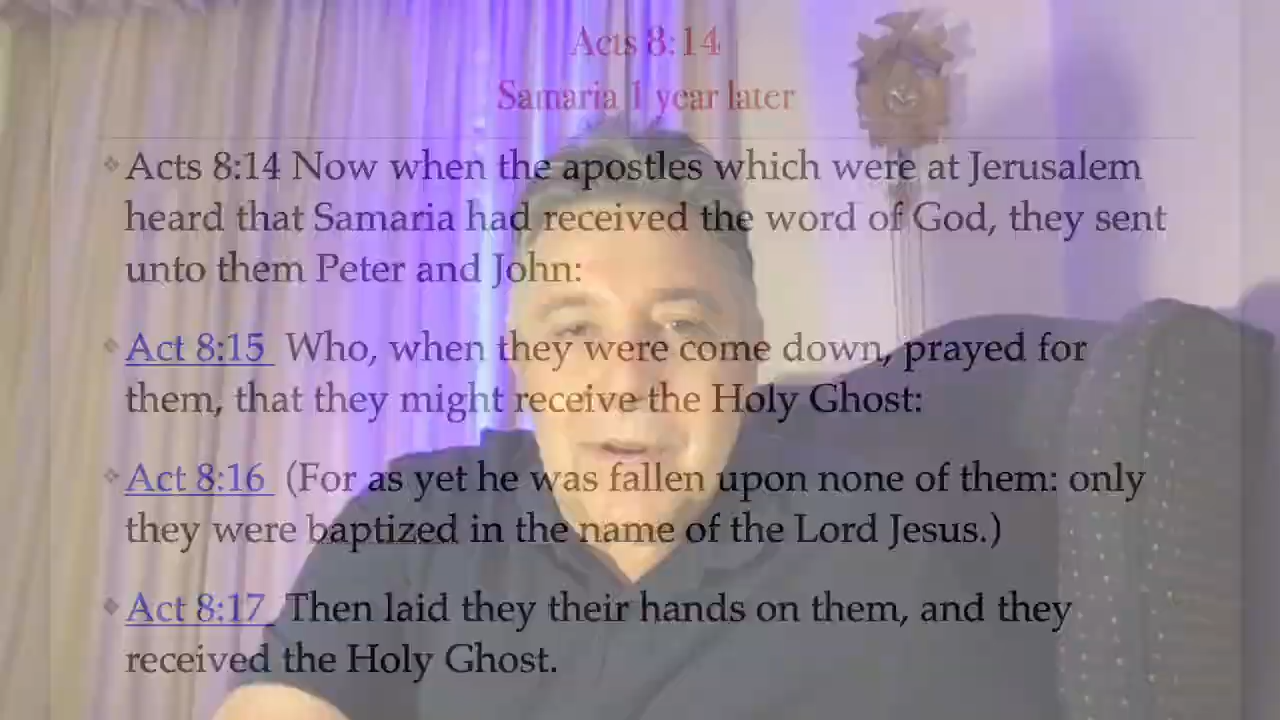 Acts 8:14
Samaria 1 year later
Acts 8:14 Now when the apostles which were at Jerusalem
heard that Samaria had received the word of God, they sent
unto them Peter and John:
Act 8:15 Who, when they were come down, prayed for
them, that they might receive the Holy Ghost:
Act 8:16 (For as yet he was fallen upon none of them: only
they were baptized in the name of the Lord Jesus.)
Act 8:17 Then laid they their hands on them, and they
received the Holy Ghost.